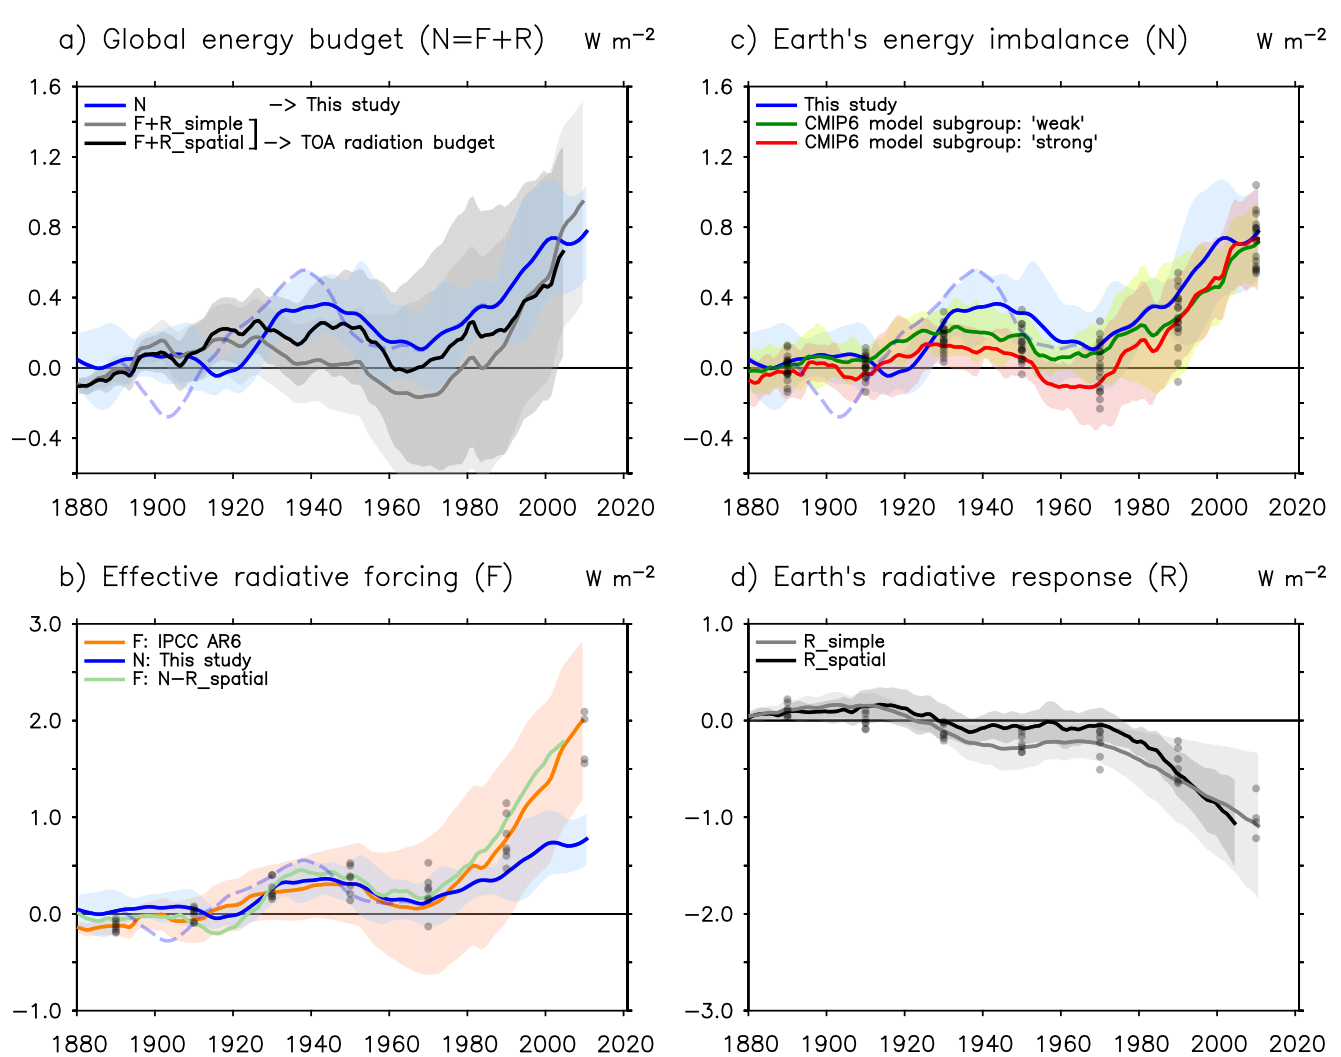 a) Global energy budget (N=F+R) W m⁻²
N −> This study
F+R_simple
F+R_spatial ] −> TOA radiation budget
1.6
1.2
0.8
0.4
0.0
−0.4
1880 1900 1920 1940 1960 1980 2000 2020
c) Earth's energy imbalance (N) W m⁻²
This study
CMIP6 model subgroup: 'weak'
CMIP6 model subgroup: 'strong'
1.6
1.2
0.8
0.4
0.0
−0.4
1880 1900 1920 1940 1960 1980 2000 2020
b) Effective radiative forcing (F) W m⁻²
F: IPCC AR6
N: This study
F: N−R_spatial
3.0
2.0
1.0
0.0
−1.0
1880 1900 1920 1940 1960 1980 2000 2020
d) Earth's radiative response (R) W m⁻²
R_simple
R_spatial
1.0
0.0
−1.0
−2.0
−3.0
1880 1900 1920 1940 1960 1980 2000 2020